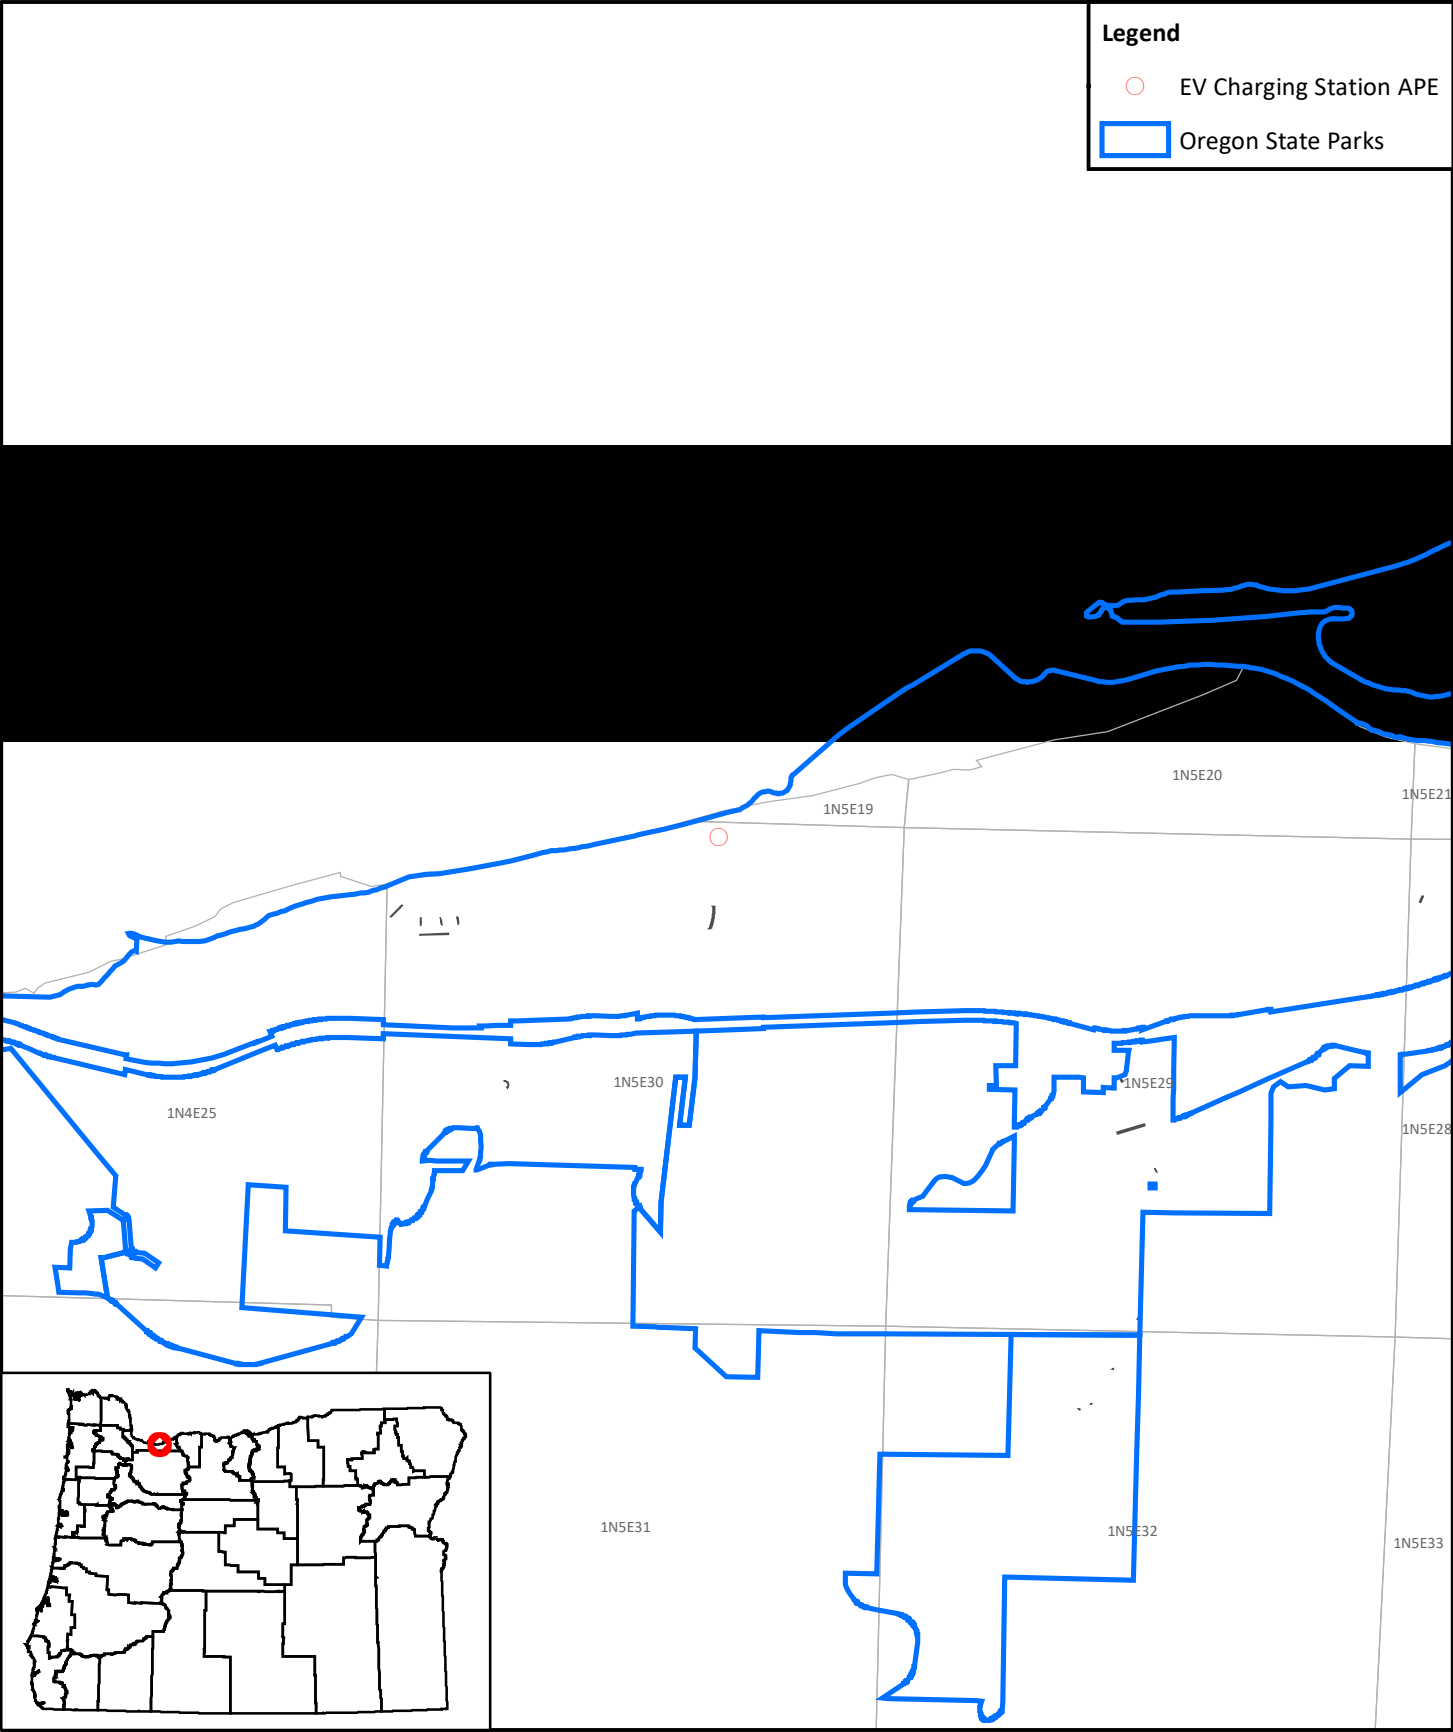 Legend
EV Charging Station APE
Oregon State Parks
1N5E20
1N5E21
1N5E19
1N5E30
1N5E29
1N4E25
1N5E28
1N5E31
1N5E32
1N5E33